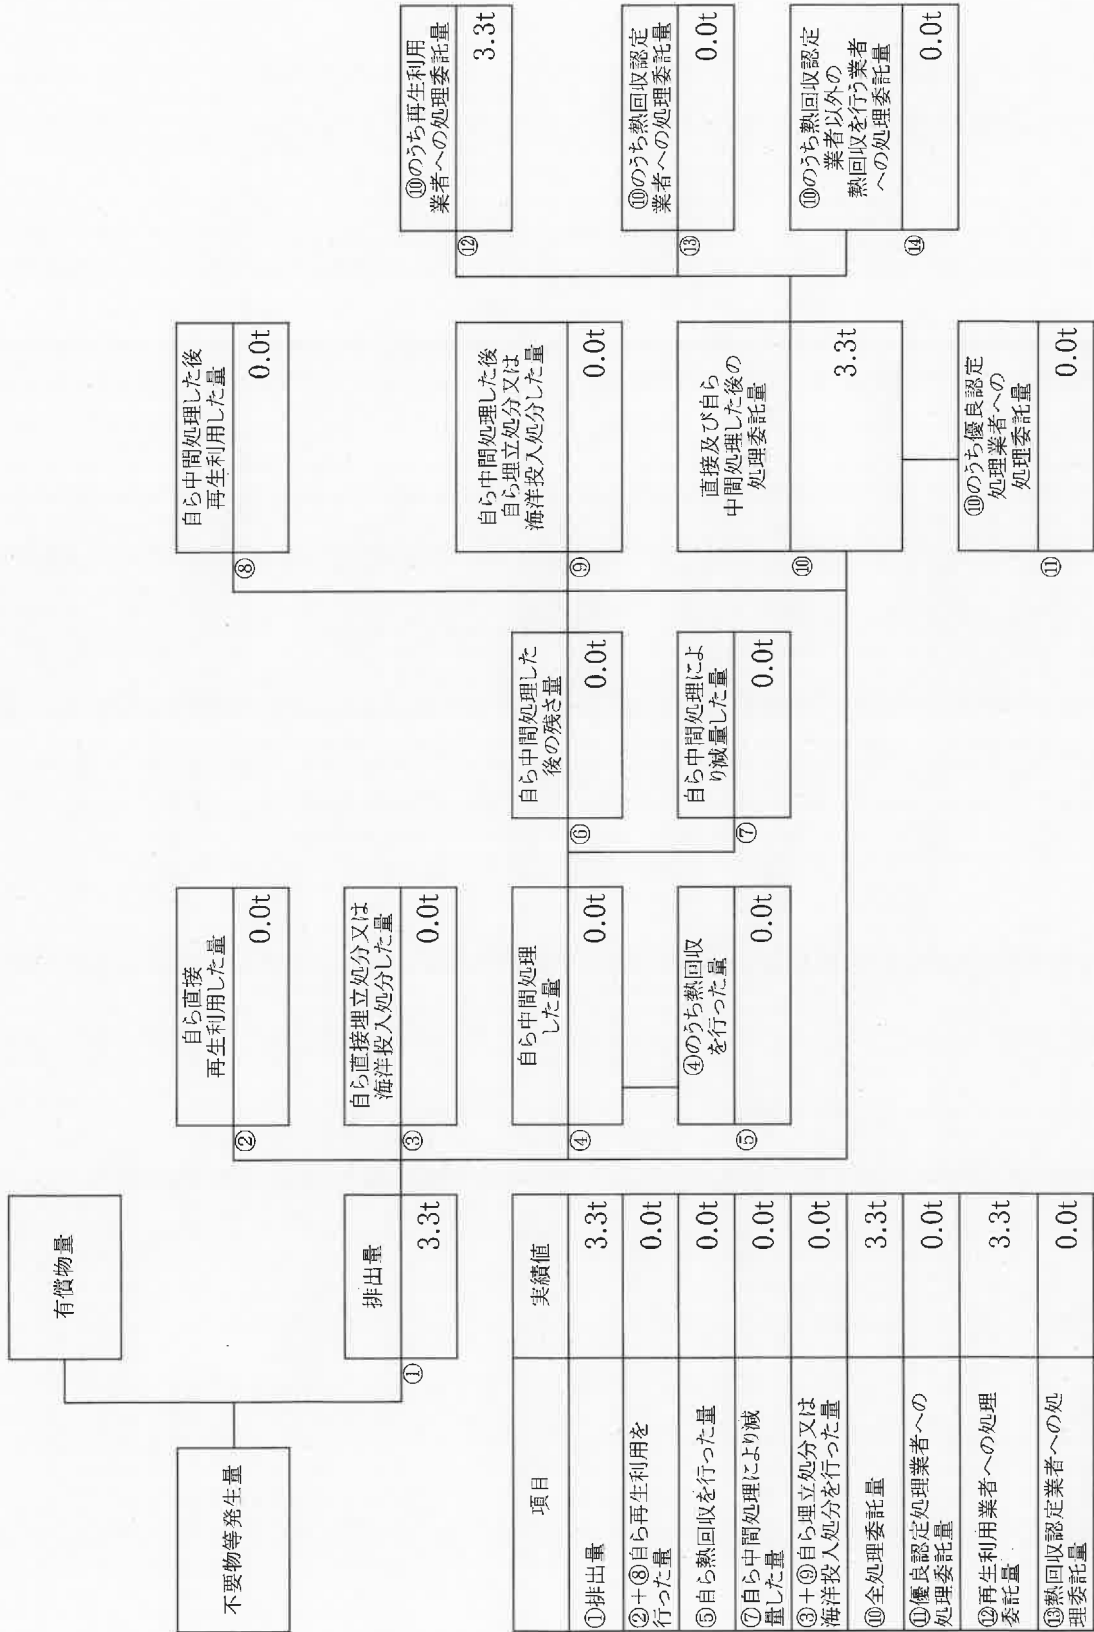 有償物量
不要物等発生量
排出量
①
3.3t
自ら直接
再生利用した量
②
0.0t
自ら直接埋立処分又は
海洋投入処分した量
③
0.0t
自ら中間処理
した量
④
0.0t
④のうち熱回収
を行った量
⑤
0.0t
自ら中間処理した
後の残さ量
⑥
0.0t
自ら中間処理によ
り減量した量
⑦
0.0t
自ら中間処理した後
再生利用した量
⑧
0.0t
自ら中間処理した後
自ら埋立処分又は
海洋投入処分した量
⑨
0.0t
直接及び自ら
中間処理した後の
処理委託量
⑩
3.3t
⑩のうち優良認定
処理業者への
処理委託量
⑪
0.0t
⑩のうち再生利用
業者への処理委託量
⑫
3.3t
⑩のうち熱回収認定
業者への処理委託量
⑬
0.0t
⑩のうち熱回収認定
業者以外の
熱回収を行う業者
への処理委託量
⑭
0.0t
項目
実績値
①排出量
3.3t
②+⑧自ら再生利用を
行った量
0.0t
⑤自ら熱回収を行った量
0.0t
⑦自ら中間処理により減
量した量
0.0t
③+⑨自ら埋立処分又は
海洋投入処分を行った量
0.0t
⑩全処理委託量
3.3t
⑪優良認定処理業者への
処理委託量
0.0t
⑫再生利用業者への処理
委託量
3.3t
⑬熱回収認定業者への処
理委託量
0.0t